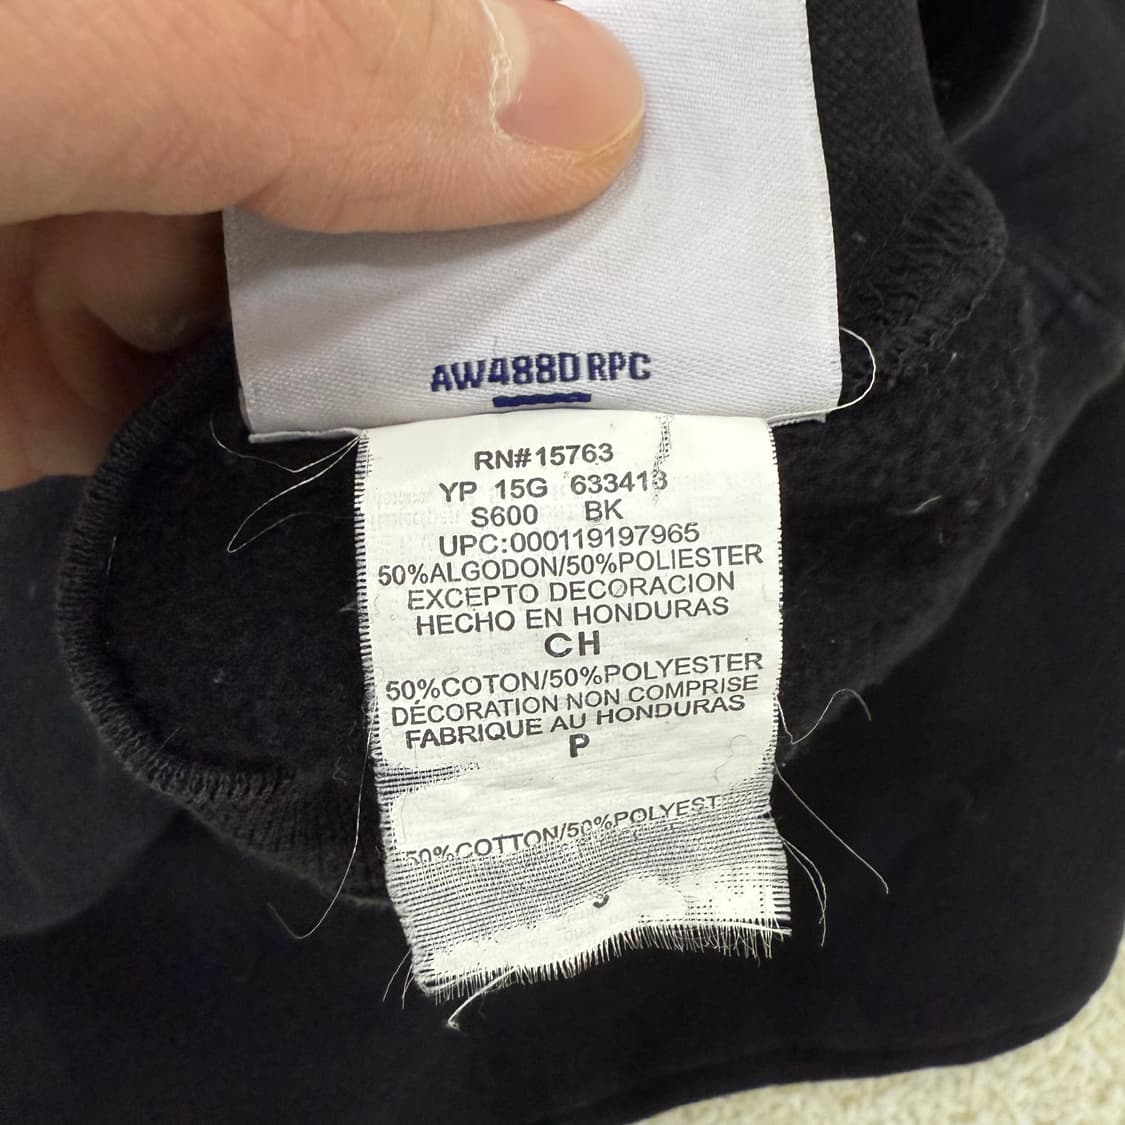 AW488D RPC
RN#15763
YP 15G 633413
S600 BK
UPC:000119197965
50%ALGODON/50%POLIESTER
EXCEPTO DECORACION
HECHO EN HONDURAS
CH
50%COTON/50%POLYESTER
DÉCORATION NON COMPRISE
FABRIQUE AU HONDURAS
P
50%COTTON/50%POLYEST